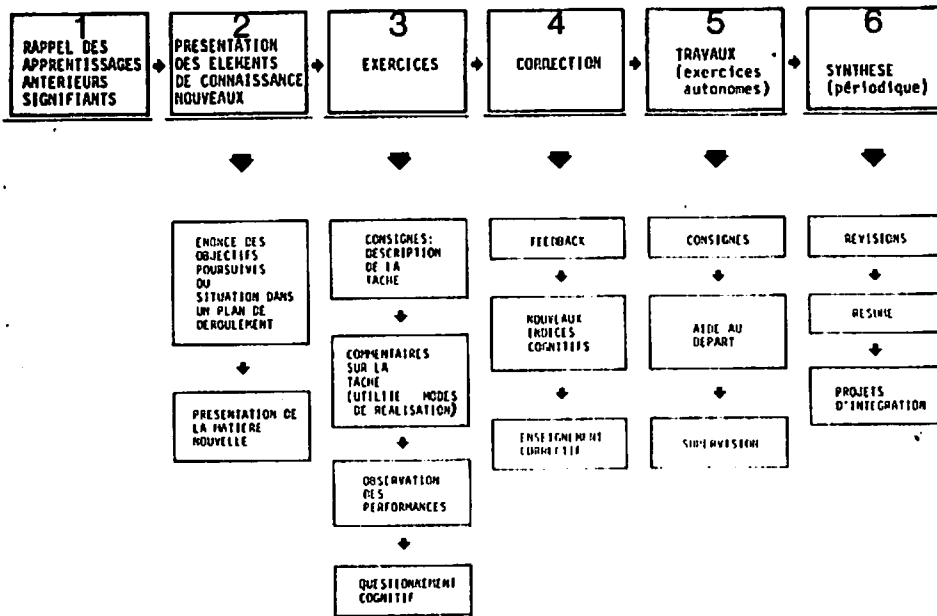 1
RAPPEL DES
APPRENTISSAGES
ANTERIEURS
SIGNIFIANTS
2
PRESENTATION
DES ELEMENTS
DE CONNAISSANCE
NOUVEAUX
3
EXERCICES
4
CORRECTION
5
TRAVAUX
(exercices
autonomes)
6
SYNTHESE
(périodique)
ENONCE DES
OBJECTIFS
POURSUIVIS
OU
SITUATION DANS
UN PLAN DE
DEROULEMENT
PRESENTATION DE
LA MATIERE
NOUVELLE
CONSIGNES:
DESCRIPTION
DE LA
TACHE
COMMENTAIRES
SUR LA
TACHE
(UTILITE MODES
DE REALISATION)
OBSERVATION
DES
PERFORMANCES
QUESTIONNEMENT
COGNITIF
FEEDBACK
NOUVEAUX
INDICES
COGNITIFS
ENSEIGNEMENT
CORRECTIF
CONSIGNES
AIDE AU
DEPART
SUPERVISION
REVISIONS
RESUME
PROJETS
D'INTEGRATION